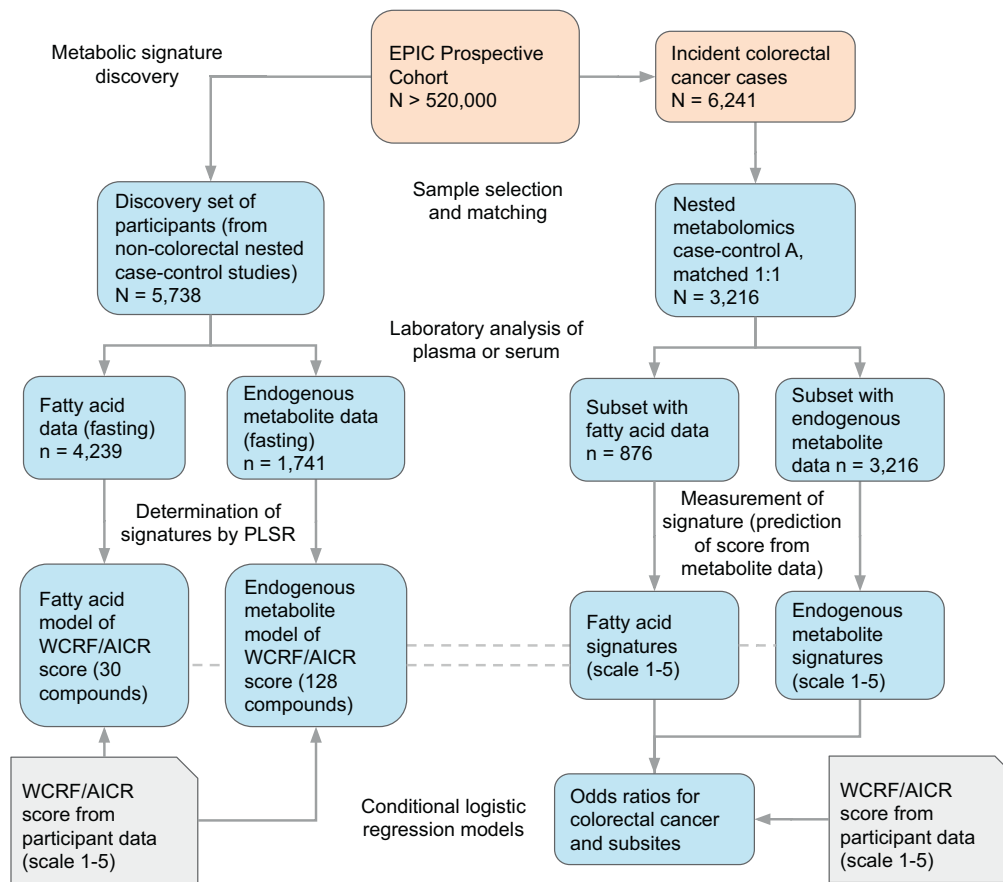 Metabolic signature
discovery
EPIC Prospective
Cohort
N > 520,000
Incident colorectal
cancer cases
N = 6,241
Sample selection
and matching
Discovery set of
participants (from
non-colorectal nested
case-control studies)
N = 5,738
Nested
metabolomics
case-control A,
matched 1:1
N = 3,216
Laboratory analysis of
plasma or serum
Fatty acid
data (fasting)
n = 4,239
Endogenous
metabolite data
(fasting)
n = 1,741
Subset with
fatty acid data
n = 876
Subset with
endogenous
metabolite
data n = 3,216
Determination of
signatures by PLSR
Measurement of
signature (prediction
of score from
metabolite data)
Fatty acid
model of
WCRF/AICR
score (30
compounds)
Endogenous
metabolite
model of
WCRF/AICR
score (128
compounds)
Fatty acid
signatures
(scale 1-5)
Endogenous
metabolite
signatures
(scale 1-5)
WCRF/AICR
score from
participant data
(scale 1-5)
Conditional logistic
regression models
Odds ratios for
colorectal cancer
and subsites
WCRF/AICR
score from
participant data
(scale 1-5)